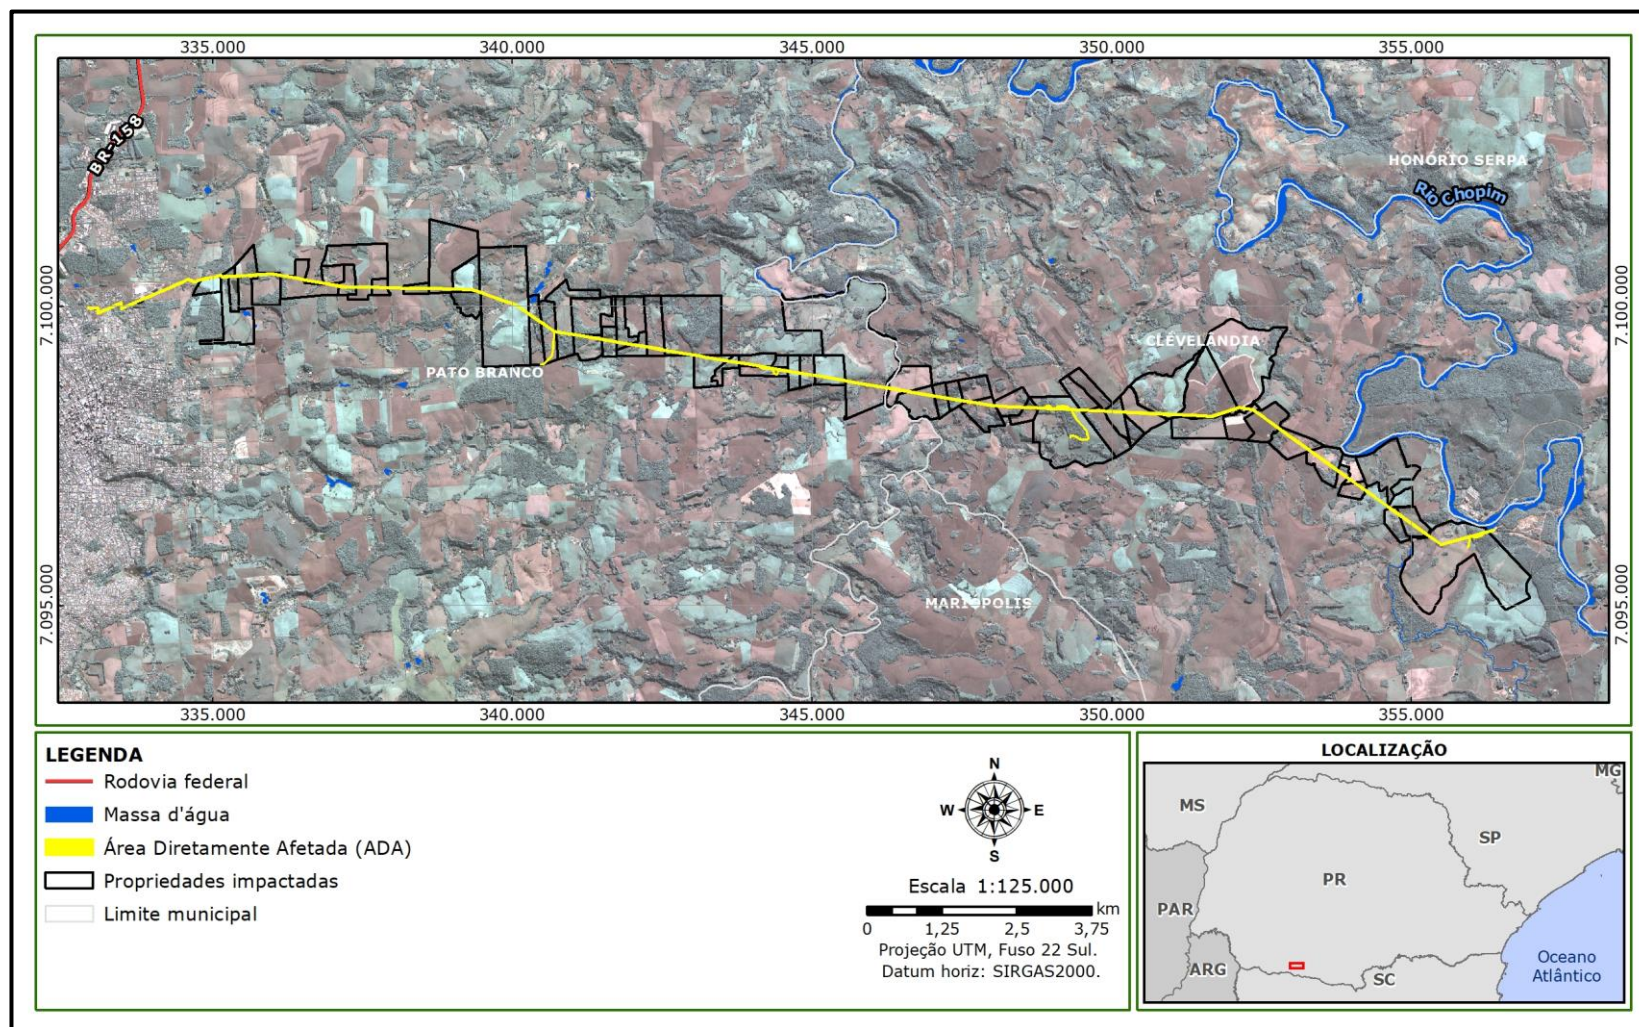 335.000 340.000 345.000 350.000 355.000
BR-158
HONÓRIO SERPA
Rio Chopim
7.100.000
7.100.000
CLEVELÂNDIA
PATO BRANCO
MARIÓPOLIS
7.095.000
7.095.000
335.000 340.000 345.000 350.000 355.000
LEGENDA
Rodovia federal
Massa d'água
Área Diretamente Afetada (ADA)
Propriedades impactadas
Limite municipal
N
W E
S
Escala 1:125.000
km
0 1,25 2,5 3,75
Projeção UTM, Fuso 22 Sul.
Datum horiz: SIRGAS2000.
LOCALIZAÇÃO
MG
MS
SP
PR
PAR
ARG
SC
Oceano
Atlântico